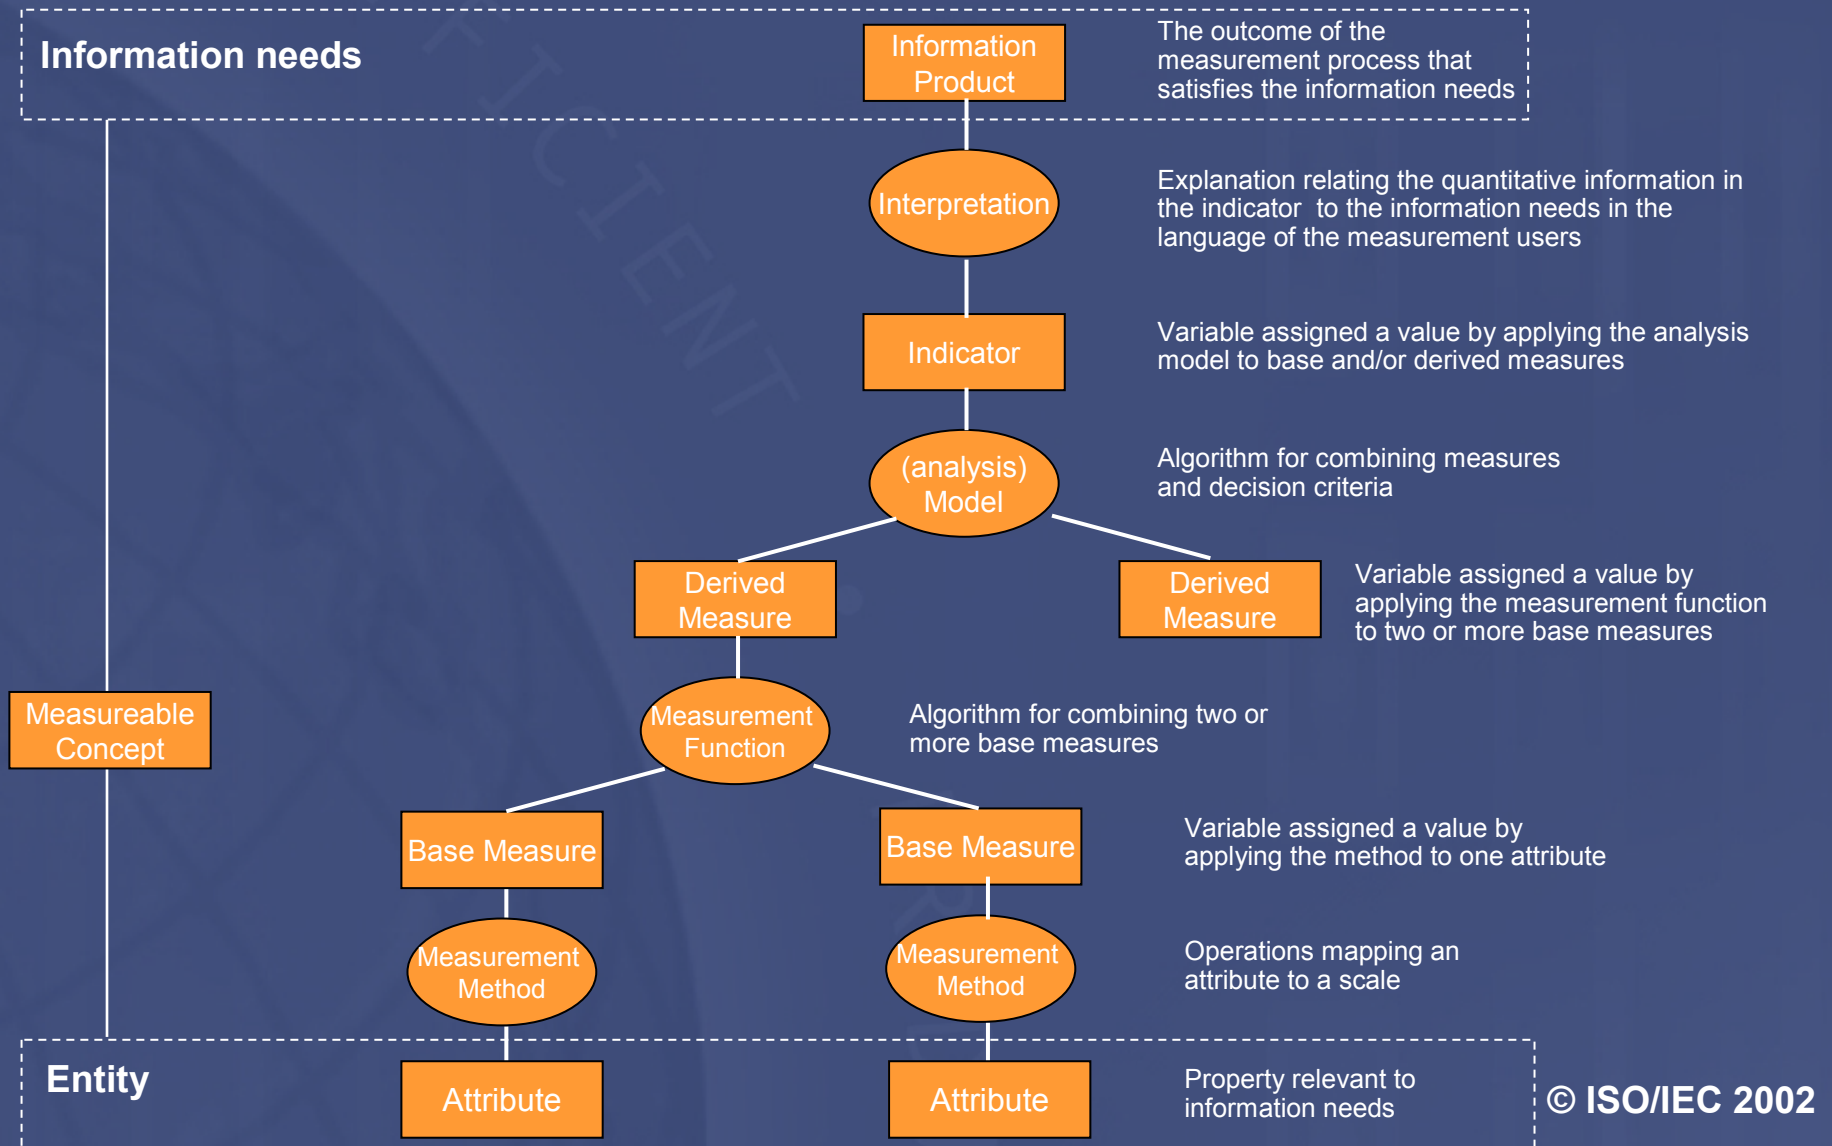 Information needs
Information
Product
The outcome of the
measurement process that
satisfies the information needs
Interpretation
Explanation relating the quantitative information in
the indicator to the information needs in the
language of the measurement users
Indicator
Variable assigned a value by applying the analysis
model to base and/or derived measures
(analysis)
Model
Algorithm for combining measures
and decision criteria
Derived
Measure
Derived
Measure
Variable assigned a value by
applying the measurement function
to two or more base measures
Measureable
Concept
Measurement
Function
Algorithm for combining two or
more base measures
Base Measure
Base Measure
Variable assigned a value by
applying the method to one attribute
Measurement
Method
Measurement
Method
Operations mapping an
attribute to a scale
Entity
Attribute
Attribute
Property relevant to
information needs
© ISO/IEC 2002